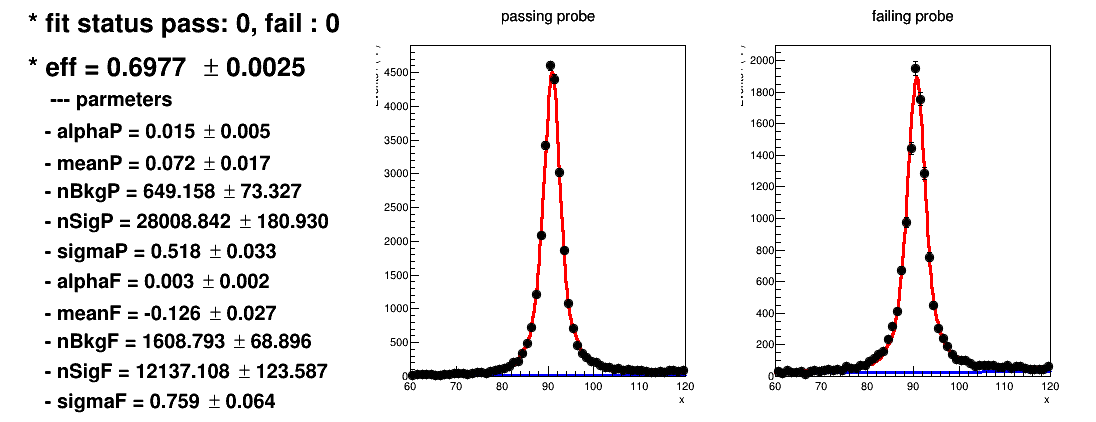 * fit status pass: 0, fail : 0
* eff = 0.6977 ± 0.0025
--- parmeters
- alphaP = 0.015 ± 0.005
- meanP = 0.072 ± 0.017
- nBkgP = 649.158 ± 73.327
- nSigP = 28008.842 ± 180.930
- sigmaP = 0.518 ± 0.033
- alphaF = 0.003 ± 0.002
- meanF = -0.126 ± 0.027
- nBkgF = 1608.793 ± 68.896
- nSigF = 12137.108 ± 123.587
- sigmaF = 0.759 ± 0.064
passing probe
4500
4000
3500
3000
2500
2000
1500
1000
500
0
60 70 80 90 100 110 120
x
failing probe
2000
1800
1600
1400
1200
1000
800
600
400
200
0
60 70 80 90 100 110 120
x